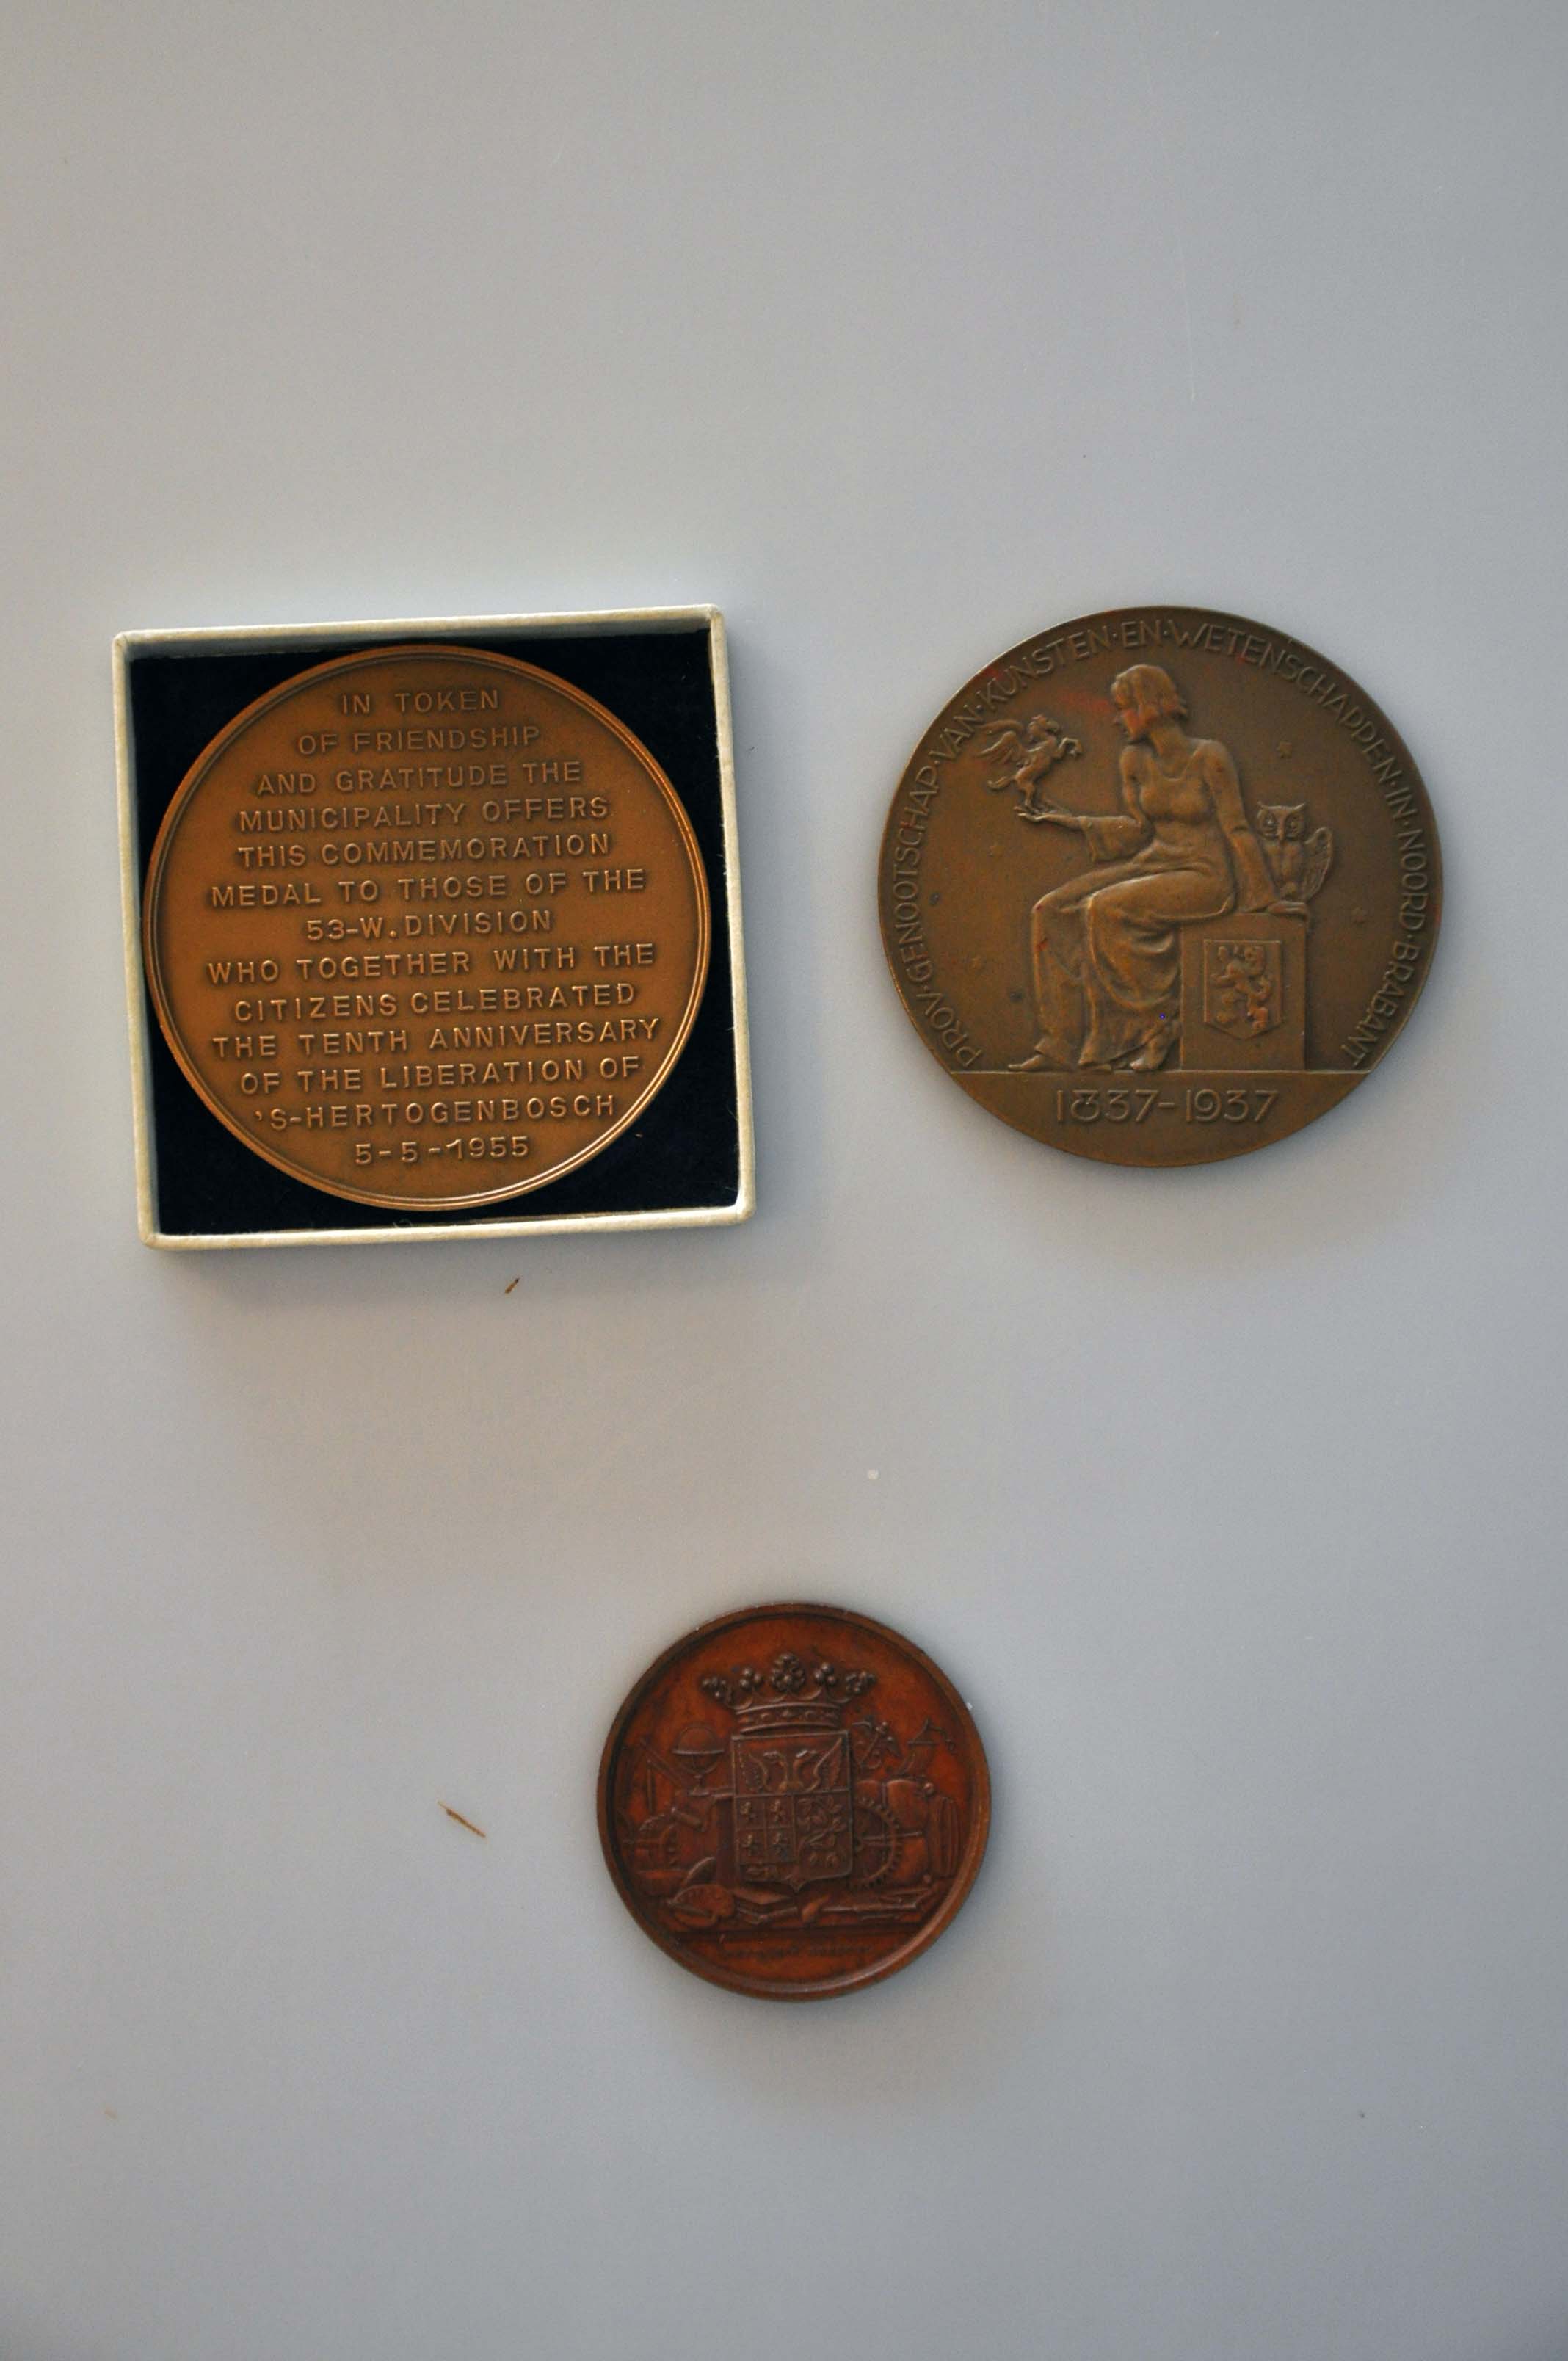 IN TOKEN
OF FRIENDSHIP
AND GRATITUDE THE
MUNICIPALITY OFFERS
THIS COMMEMORATION
MEDAL TO THOSE OF THE
53-W. DIVISION
WHO TOGETHER WITH THE
CITIZENS CELEBRATED
THE TENTH ANNIVERSARY
OF THE LIBERATION OF
'S-HERTOGENBOSCH
5-5-1955
PROV·GENOOTSCHAP·VAN·KUNSTEN·EN·WETENSCHAPPEN·IN·NOORD·BRABANT
1837-1937